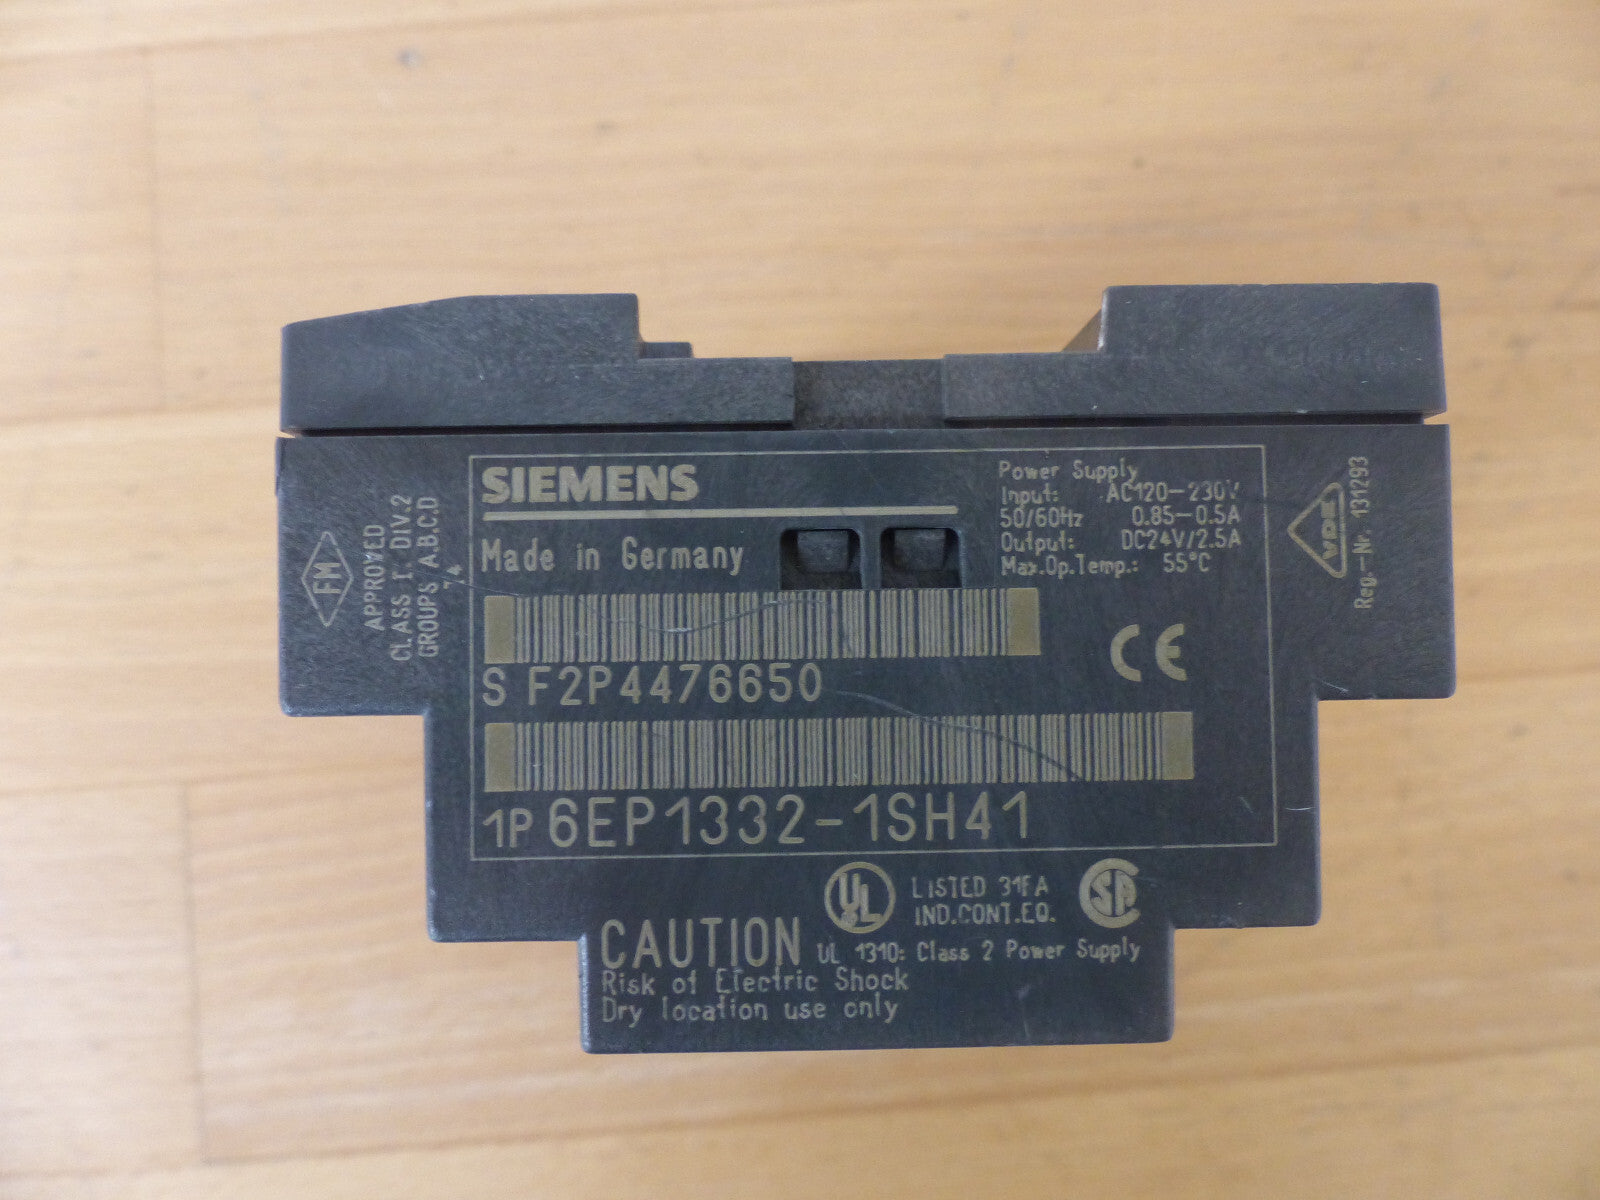 SIEMENS
Made in Germany
Power Supply
Input: AC120-230V
50/60Hz 0.85-0.5A
Output: DC24V/2.5A
Max.Op.Temp.: 55°C
S F2P4476650
CE
1P 6EP1332-1SH41
FM
APPROVED
CLASS I. DIV.2
GROUPS A.B.C.D
T4
VDE
Reg.-Nr. 131293
UL
LISTED 31FA
IND.CONT.EQ.
SA
CAUTION
UL 1310: Class 2 Power Supply
Risk of Electric Shock
Dry location use only